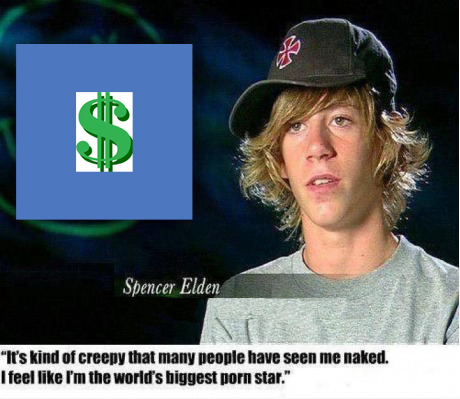 $
Spencer Elden
“It's kind of creepy that many people have seen me naked.
I feel like I'm the world's biggest porn star.”